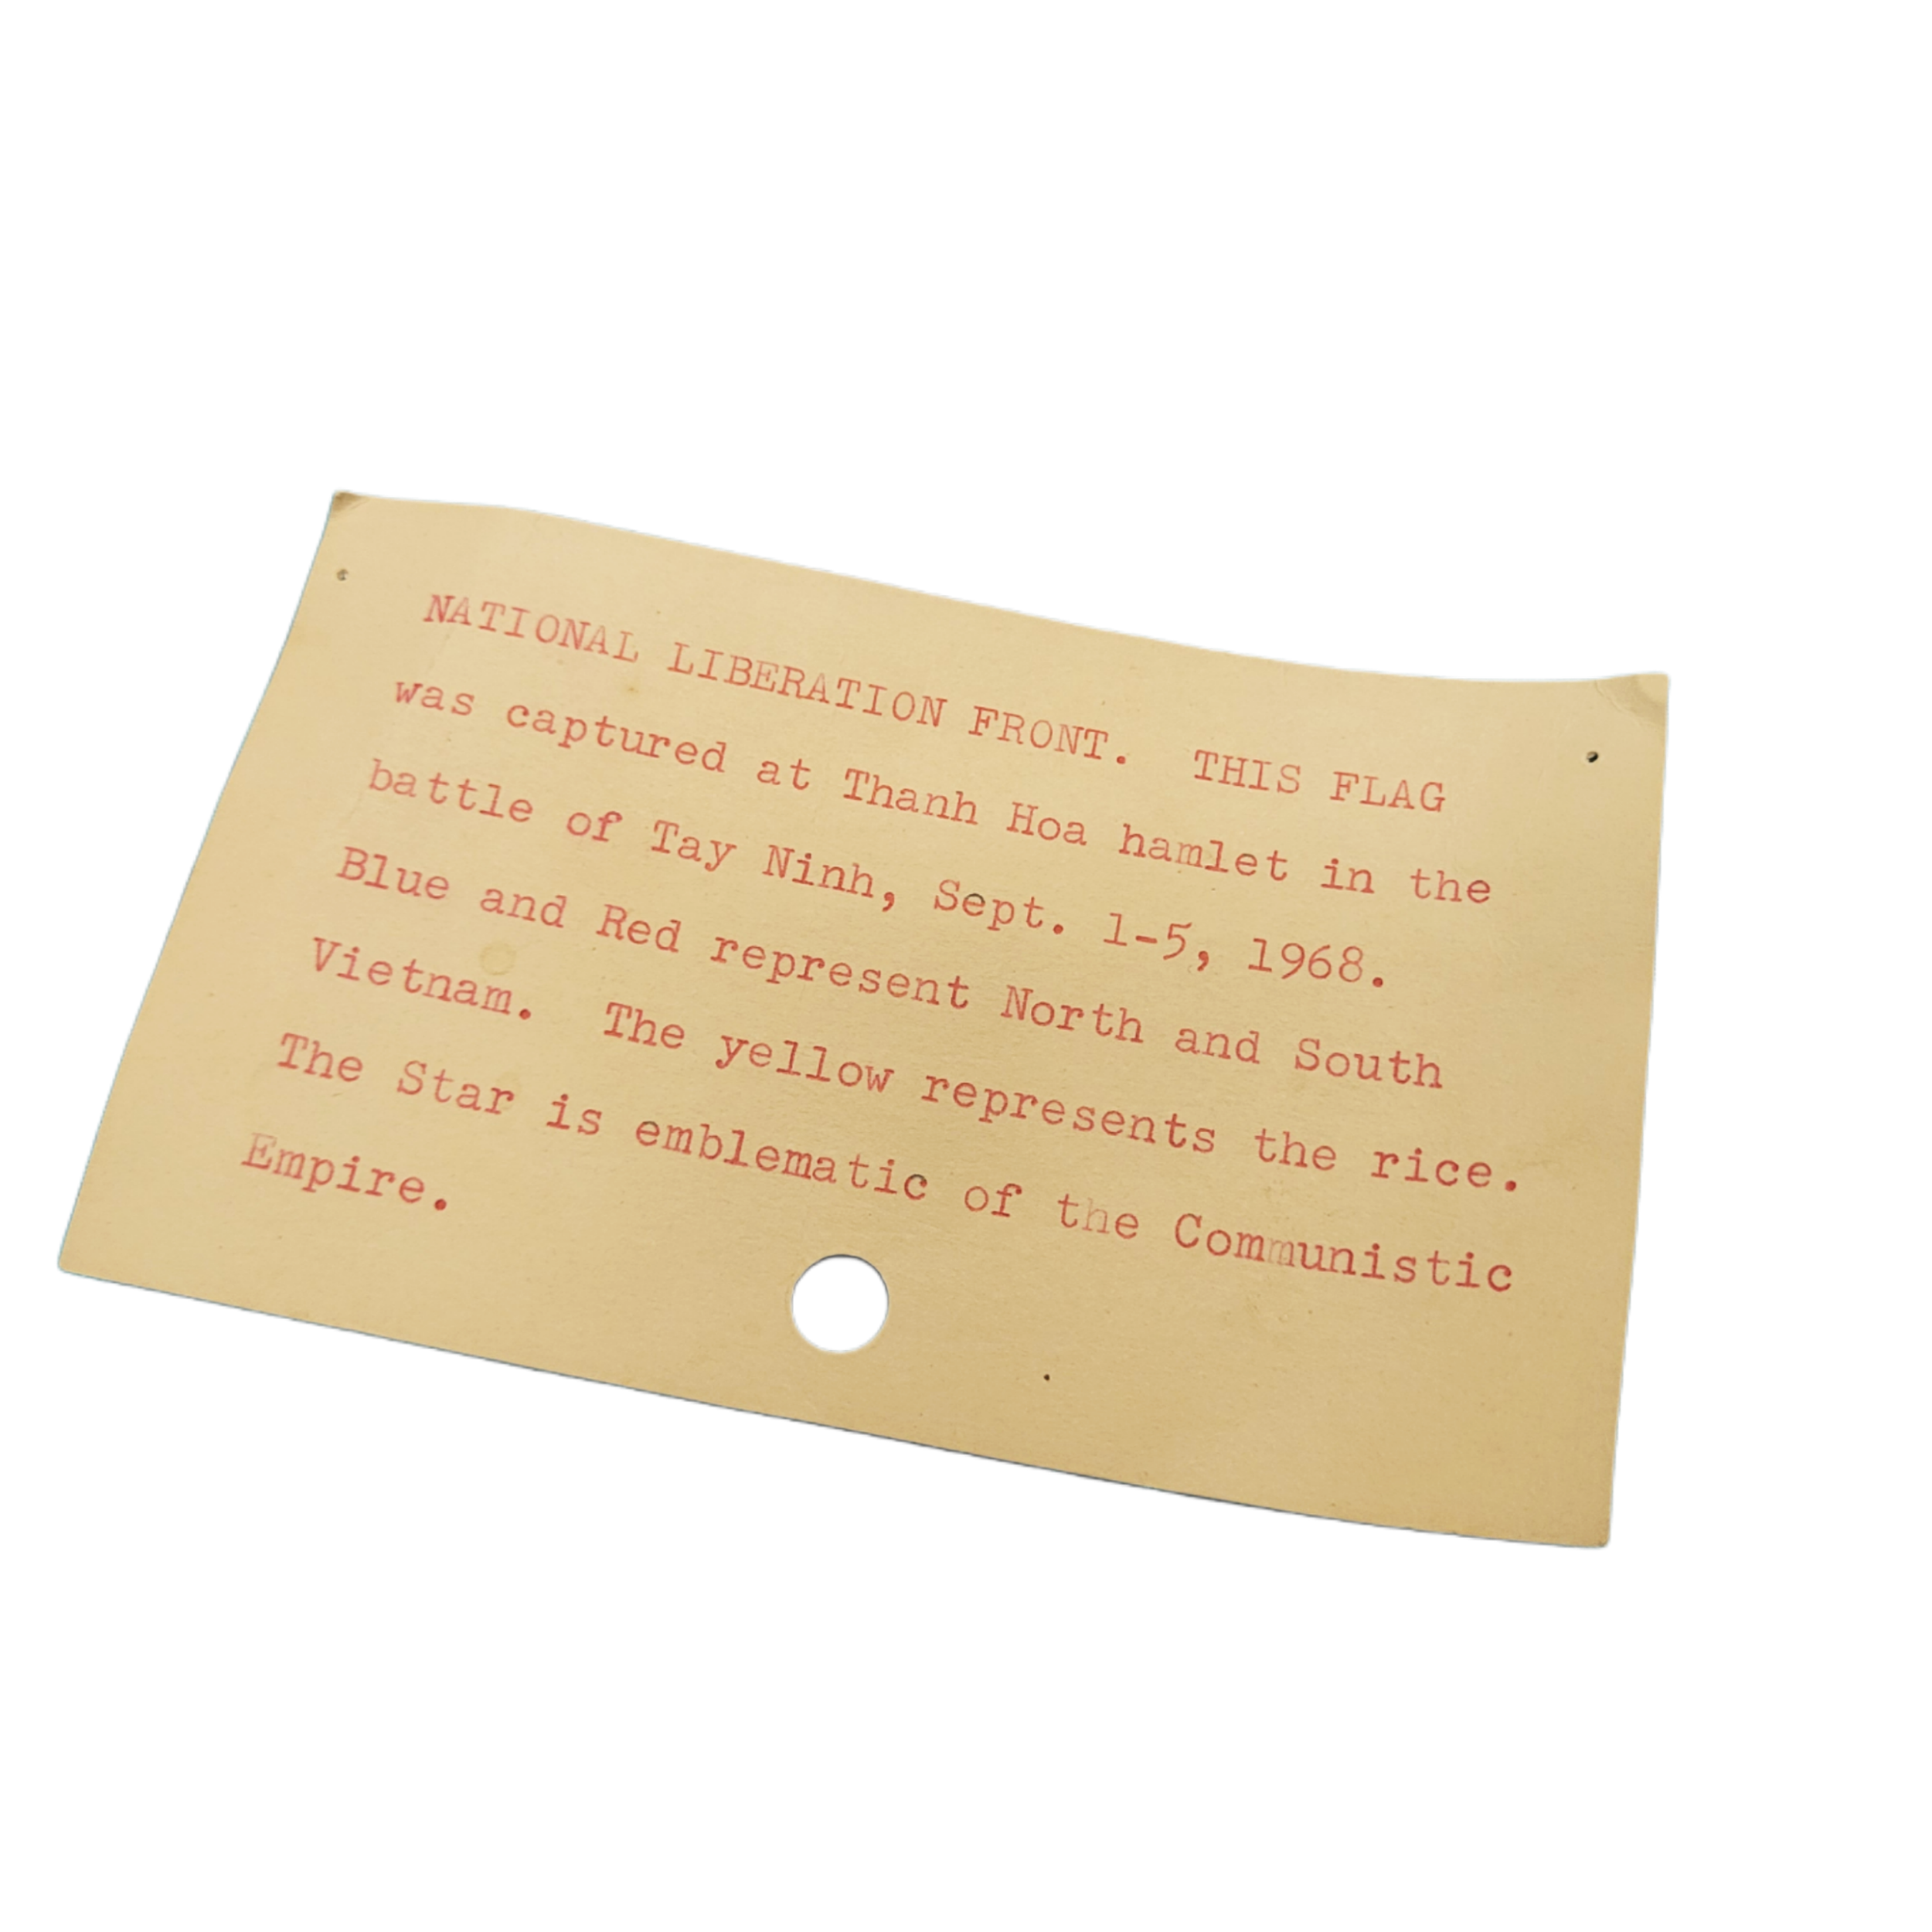 NATIONAL LIBERATION FRONT.  THIS FLAG
was captured at Thanh Hoa hamlet in the
battle of Tay Ninh, Sept. 1-5, 1968.
Blue and Red represent North and South
Vietnam.  The yellow represents the rice.
The Star is emblematic of the Communistic
Empire.